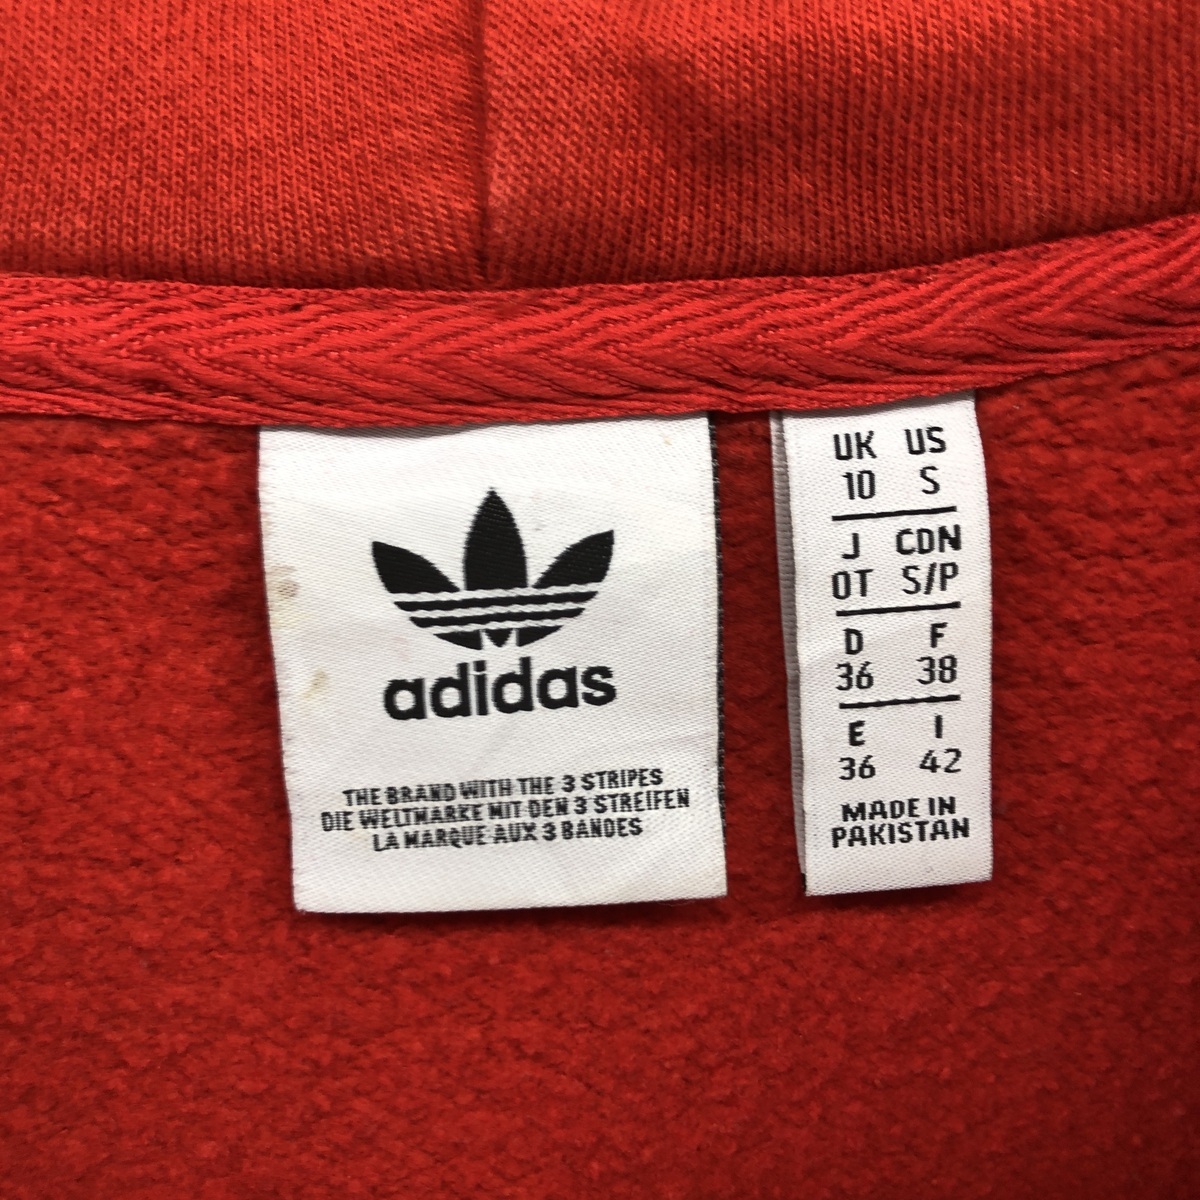 adidas
THE BRAND WITH THE 3 STRIPES
DIE WELTMARKE MIT DEN 3 STREIFEN
LA MARQUE AUX 3 BANDES
UK US
10 S
J CDN
OT S/P
D F
36 38
E I
36 42
MADE IN
PAKISTAN